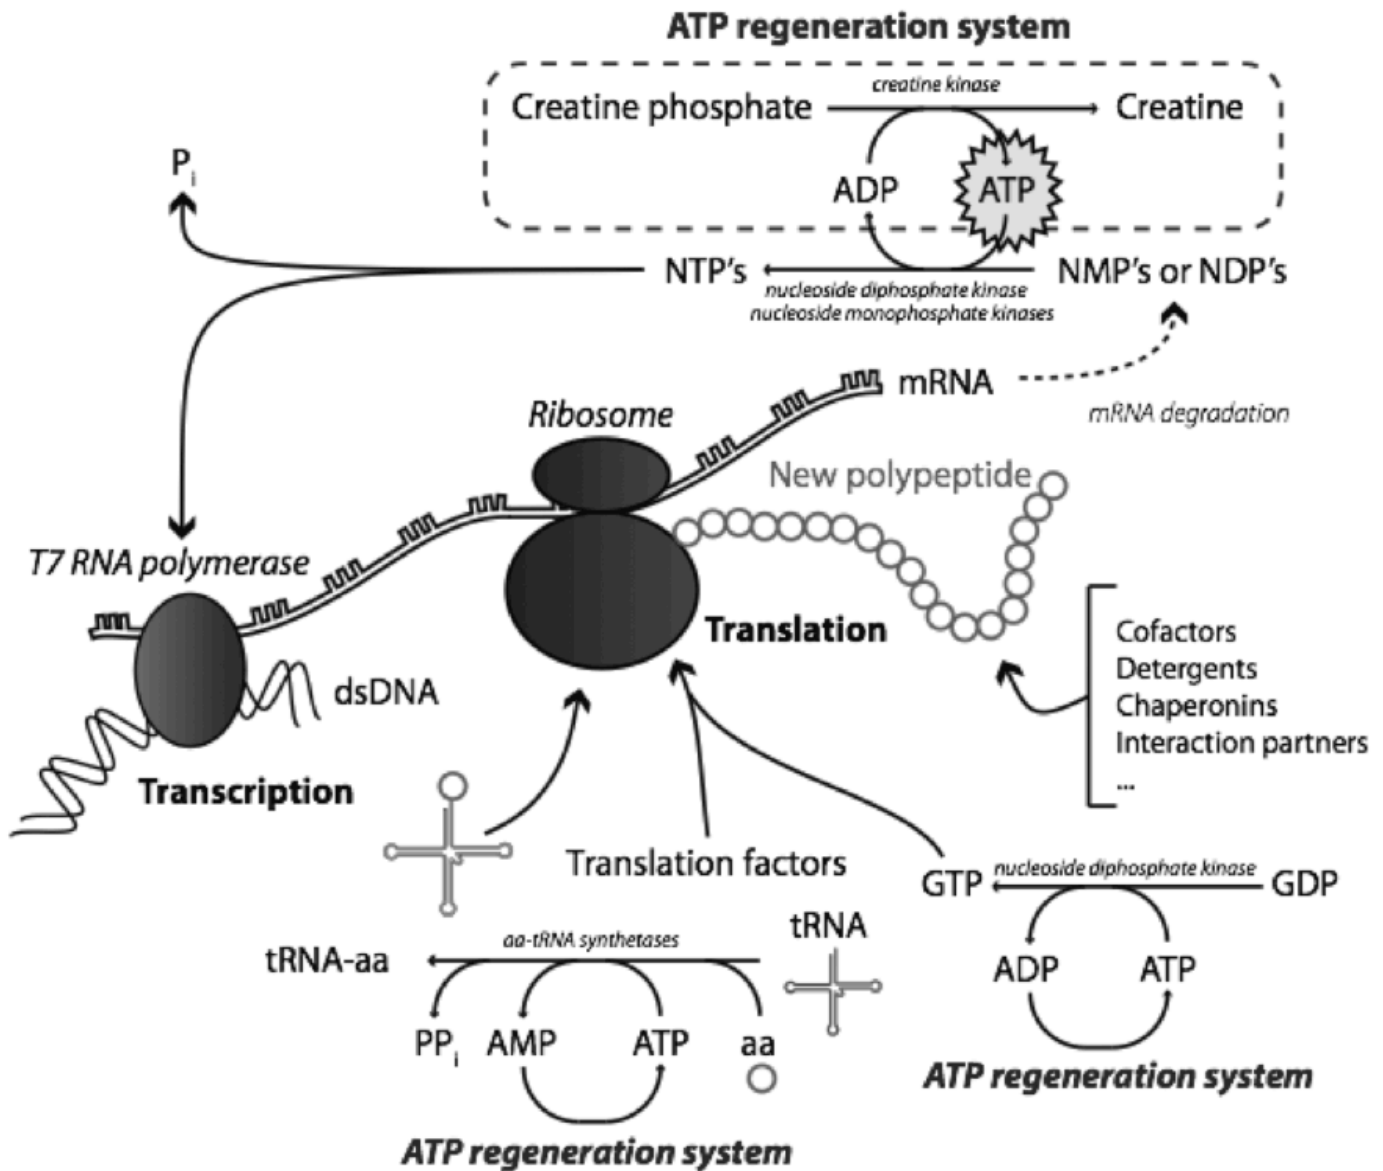 ATP regeneration system
creatine kinase
Creatine phosphate
Creatine
Pi
ADP
ATP
NTP's
NMP's or NDP's
nucleoside diphosphate kinase
nucleoside monophosphate kinases
mRNA
Ribosome
mRNA degradation
New polypeptide
T7 RNA polymerase
Translation
Cofactors
Detergents
Chaperonins
Interaction partners
...
dsDNA
Transcription
Translation factors
GTP
nucleoside diphosphate kinase
GDP
tRNA
aa-tRNA synthetases
tRNA-aa
ADP
ATP
PPi
AMP
ATP
aa
ATP regeneration system
ATP regeneration system